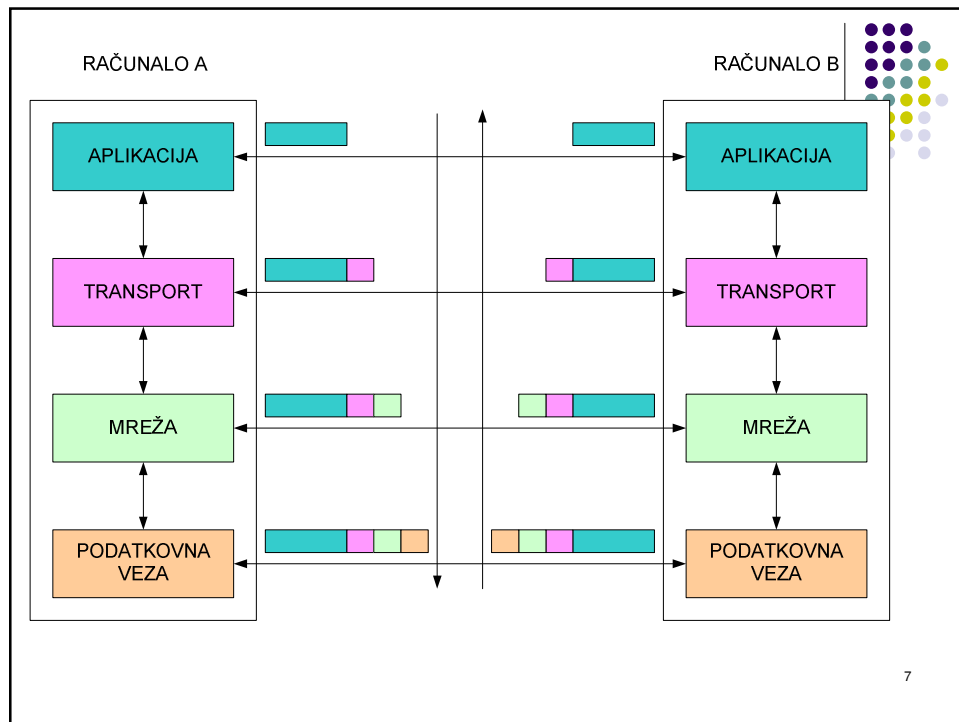 RAČUNALO A
RAČUNALO B
APLIKACIJA
APLIKACIJA
TRANSPORT
TRANSPORT
MREŽA
MREŽA
PODATKOVNA
VEZA
PODATKOVNA
VEZA
7